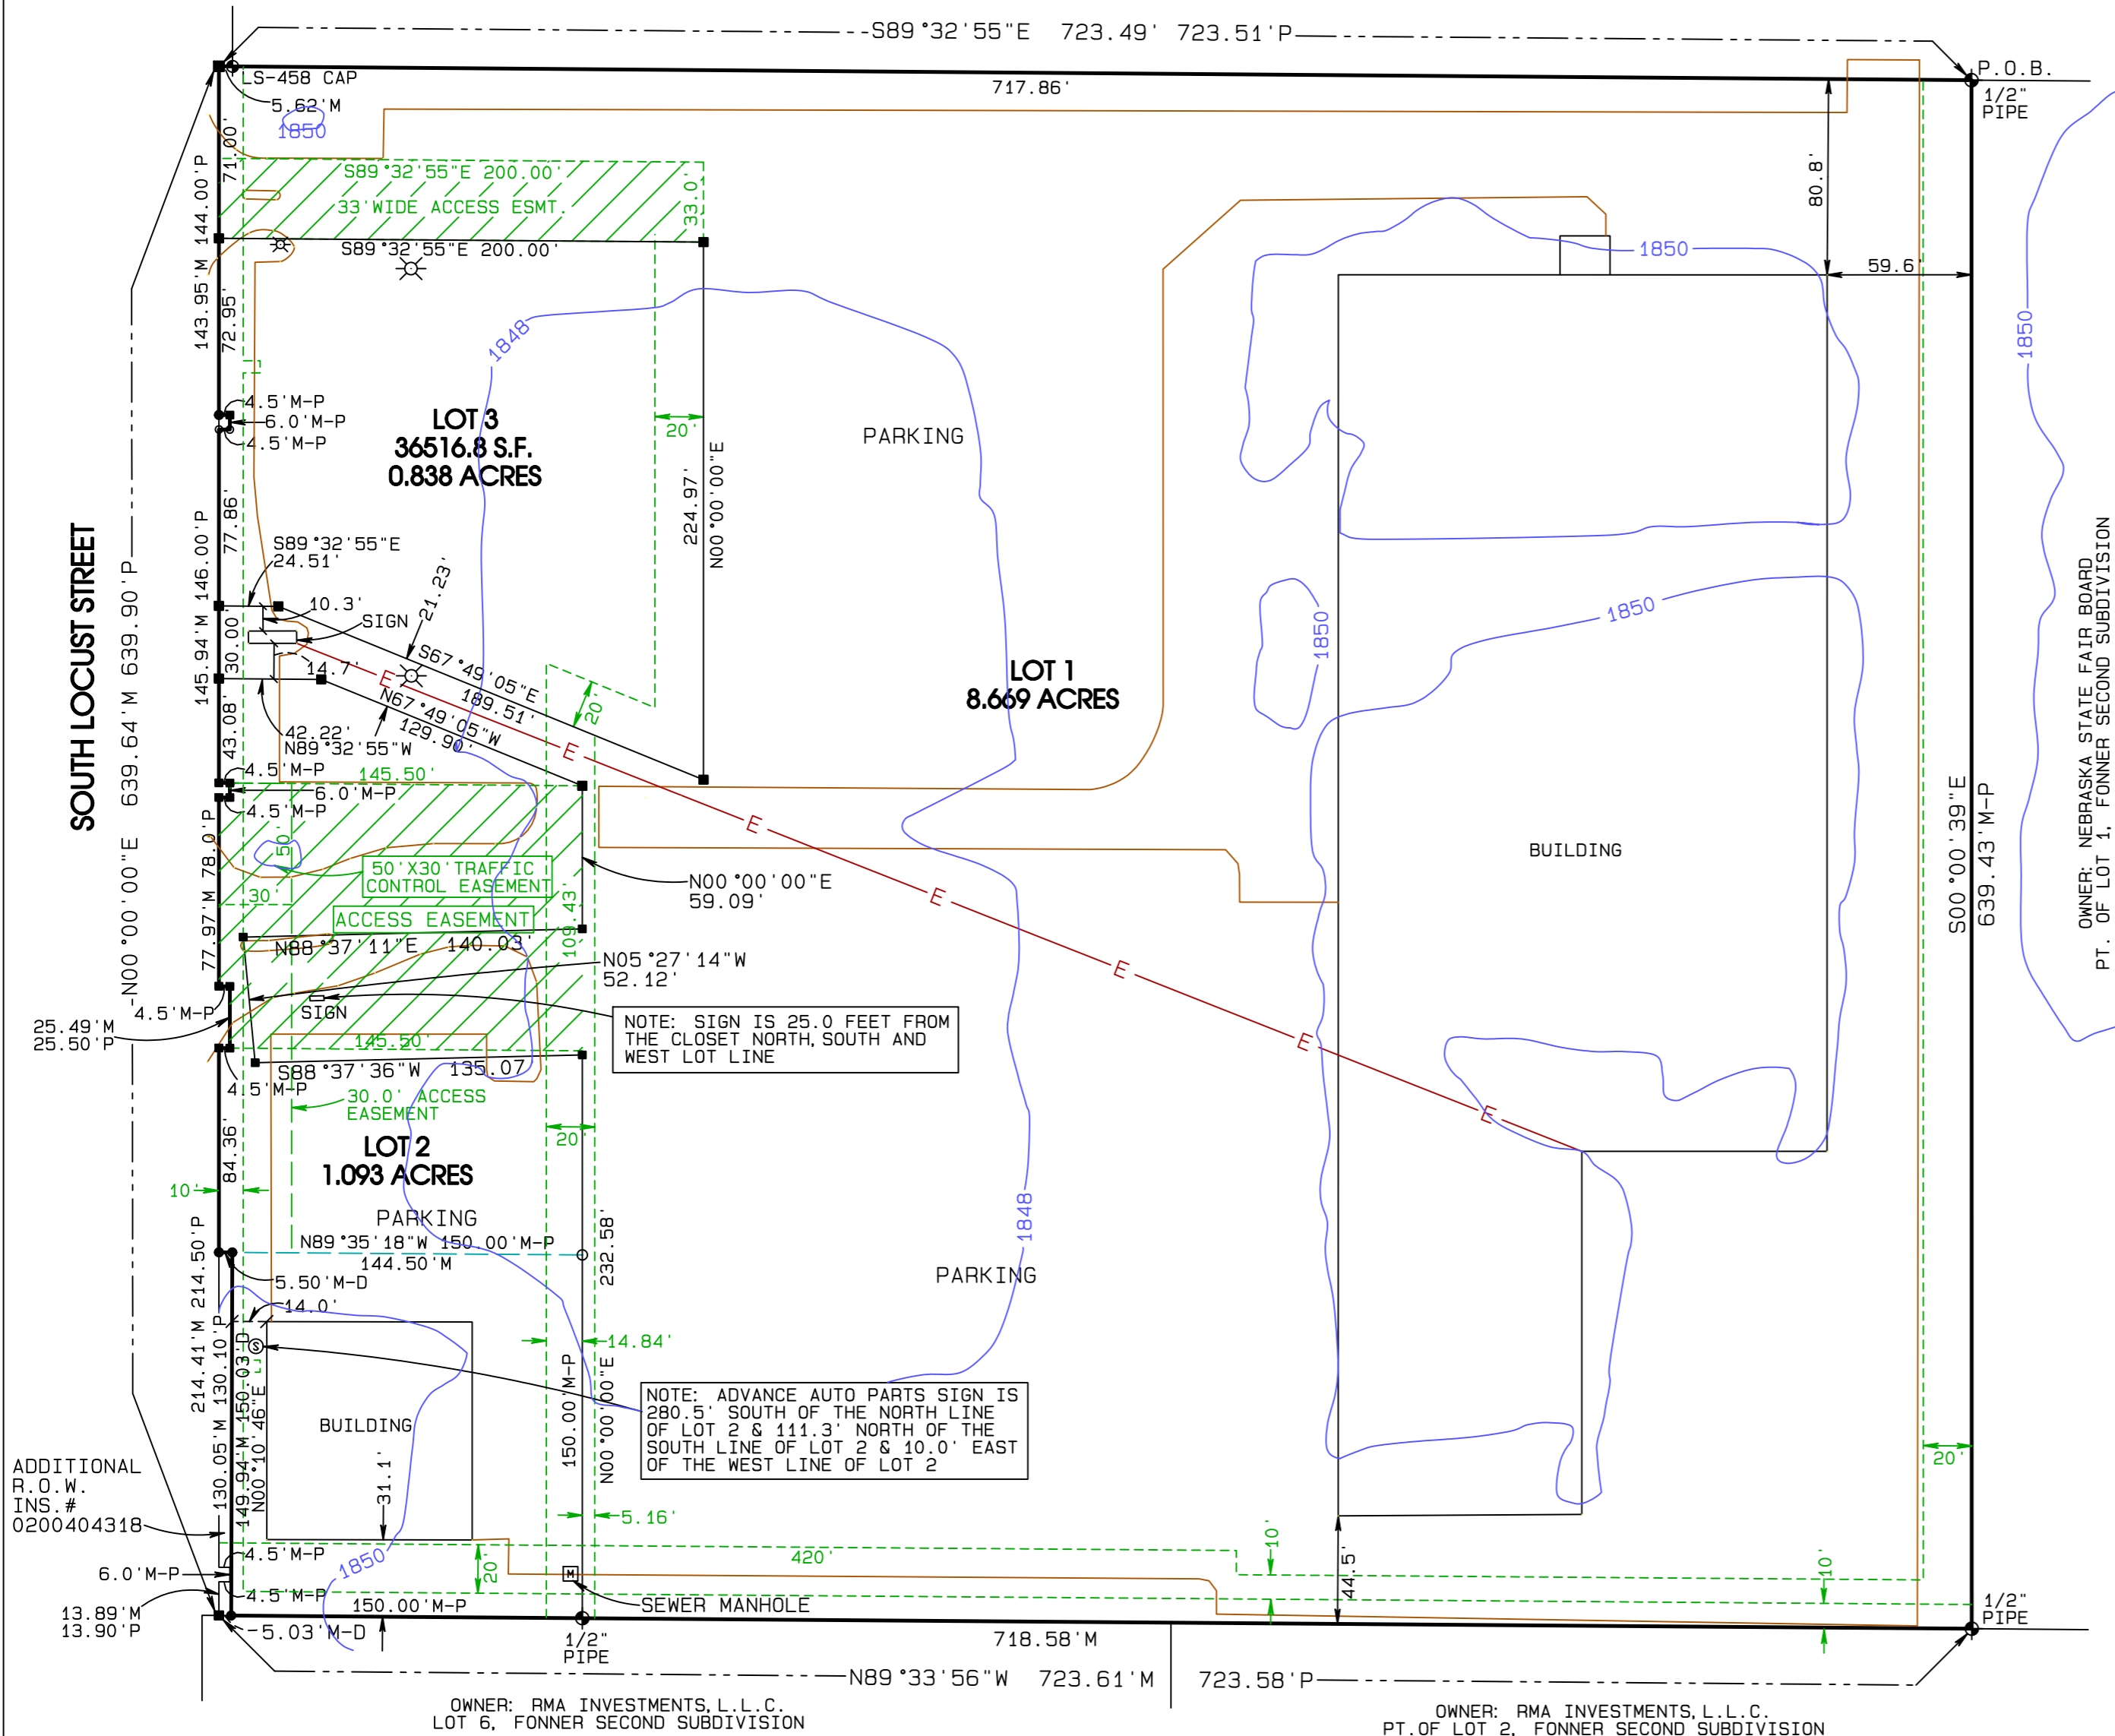 S89°32'55"E 723.49' 723.51'P
LS-458 CAP
5.62'M
717.86'
P.O.B.
1/2"
PIPE
1850
71.00'
144.00'P
143.95'M
72.95'
S89°32'55"E 200.00'
33'WIDE ACCESS ESMT.
33.0'
S89°32'55"E 200.00'
80.8'
59.6'
1850
1850
1848
4.5'M-P
6.0'M-P
4.5'M-P
LOT 3
36516.8 S.F.
0.838 ACRES
20'
PARKING
224.97'
N00°00'00"E
SOUTH LOCUST STREET
N00°00'00"E 639.64'M 639.90'P
145.94'M 146.00'P
77.86'
S89°32'55"E
24.51'
10.3'
SIGN
21.23'
30.00'
14.7'
E
S67°49'05"E
189.51'
N67°49'05"W
129.90'
20'
42.22'
N89°32'55"W
43.08'
LOT 1
8.669 ACRES
1850
1850
OWNER: NEBRASKA STATE FAIR BOARD
PT. OF LOT 1, FONNER SECOND SUBDIVISION
S00°00'39"E
639.43'M-P
4.5'M-P
145.50'
6.0'M-P
4.5'M-P
E
E
E
E
E
E
BUILDING
77.97'M 78.0'P
50'
50'X30'TRAFFIC
CONTROL EASEMENT
30'
ACCESS EASEMENT
109.43'
N00°00'00"E
59.09'
N88°37'11"E 140.03'
N05°27'14"W
52.12'
4.5'M-P
25.49'M
25.50'P
SIGN
145.50'
NOTE: SIGN IS 25.0 FEET FROM
THE CLOSET NORTH, SOUTH AND
WEST LOT LINE
S88°37'36"W 135.07
4.5'M-P
30.0' ACCESS
EASEMENT
20'
LOT 2
1.093 ACRES
84.36'
10'
PARKING
N89°35'18"W 150.00'M-P
144.50'M
232.58'
1848
PARKING
5.50'M-D
14.0'
214.41'M 214.50'P
130.05'M 130.10'P
149.94'M 150.03'D
N00°10'46"E
S
14.84'
150.00'M-P
N00°00'00"E
NOTE: ADVANCE AUTO PARTS SIGN IS
280.5' SOUTH OF THE NORTH LINE
OF LOT 2 & 111.3' NORTH OF THE
SOUTH LINE OF LOT 2 & 10.0' EAST
OF THE WEST LINE OF LOT 2
BUILDING
31.1'
20'
ADDITIONAL
R.O.W.
INS.#
0200404318
5.16'
4.5'M-P
1850
20'
420'
10'
44.5'
10'
6.0'M-P
4.5'M-P
M
SEWER MANHOLE
13.89'M
13.90'P
150.00'M-P
5.03'M-D
1/2"
PIPE
718.58'M
1/2"
PIPE
N89°33'56"W 723.61'M 723.58'P
OWNER: RMA INVESTMENTS, L.L.C.
LOT 6, FONNER SECOND SUBDIVISION
OWNER: RMA INVESTMENTS, L.L.C.
PT.OF LOT 2, FONNER SECOND SUBDIVISION